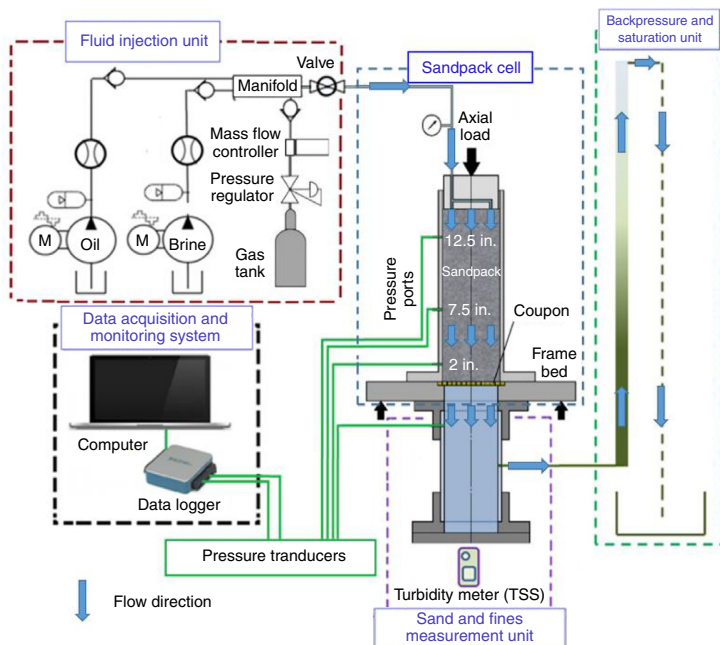 Fluid injection unit
Valve
Manifold
Mass flow
controller
Pressure
regulator
Gas
tank
M
Oil
M
Brine
Sandpack cell
Axial
load
12.5 in.
Sandpack
7.5 in.
2 in.
Pressure
ports
Coupon
Frame
bed
Backpressure and
saturation unit
Data acquisition and
monitoring system
Computer
Data logger
Pressure tranducers
Flow direction
Turbidity meter (TSS)
Sand and fines
measurement unit